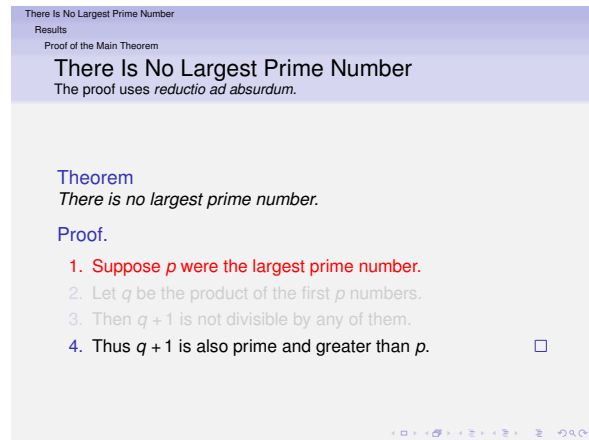 There Is No Largest Prime Number
Results
Proof of the Main Theorem
There Is No Largest Prime Number
The proof uses reductio ad absurdum.
Theorem
There is no largest prime number.
Proof.
1. Suppose p were the largest prime number.
2. Let q be the product of the first p numbers.
3. Then q + 1 is not divisible by any of them.
4. Thus q + 1 is also prime and greater than p.